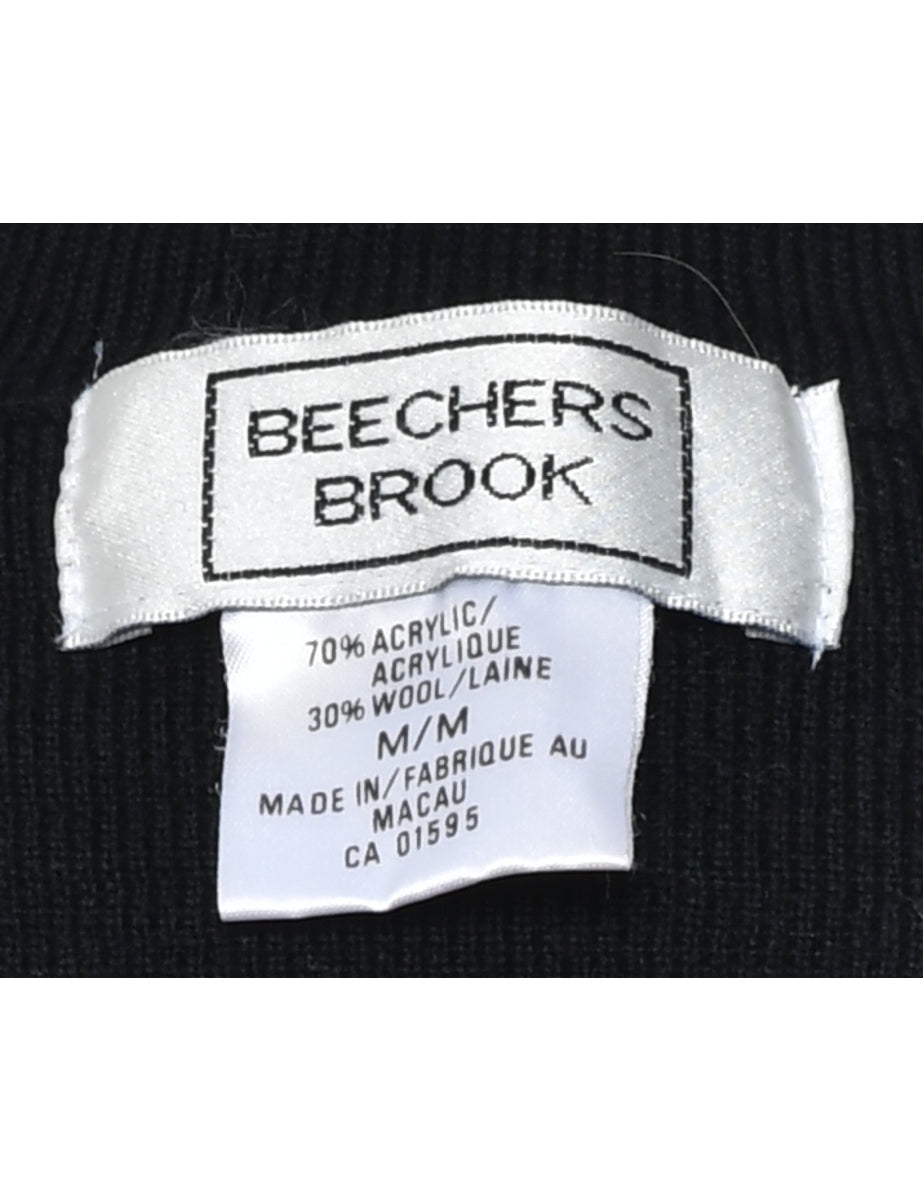 BEECHERS
BROOK
70% ACRYLIC/
ACRYLIQUE
30% WOOL/LAINE
M/M
MADE IN/FABRIQUE AU
MACAU
CA 01595